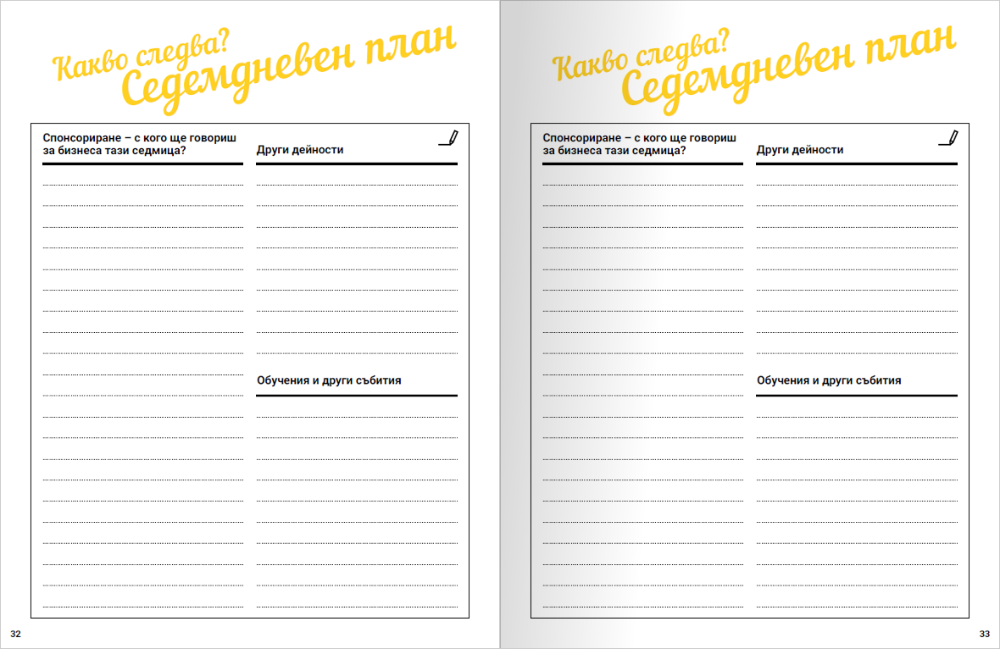 Какво следва?
Седемдневен план
Спонсориране – с кого ще говориш
за бизнеса тази седмица?
Други дейности
Обучения и други събития
32
Какво следва?
Седемдневен план
Спонсориране – с кого ще говориш
за бизнеса тази седмица?
Други дейности
Обучения и други събития
33